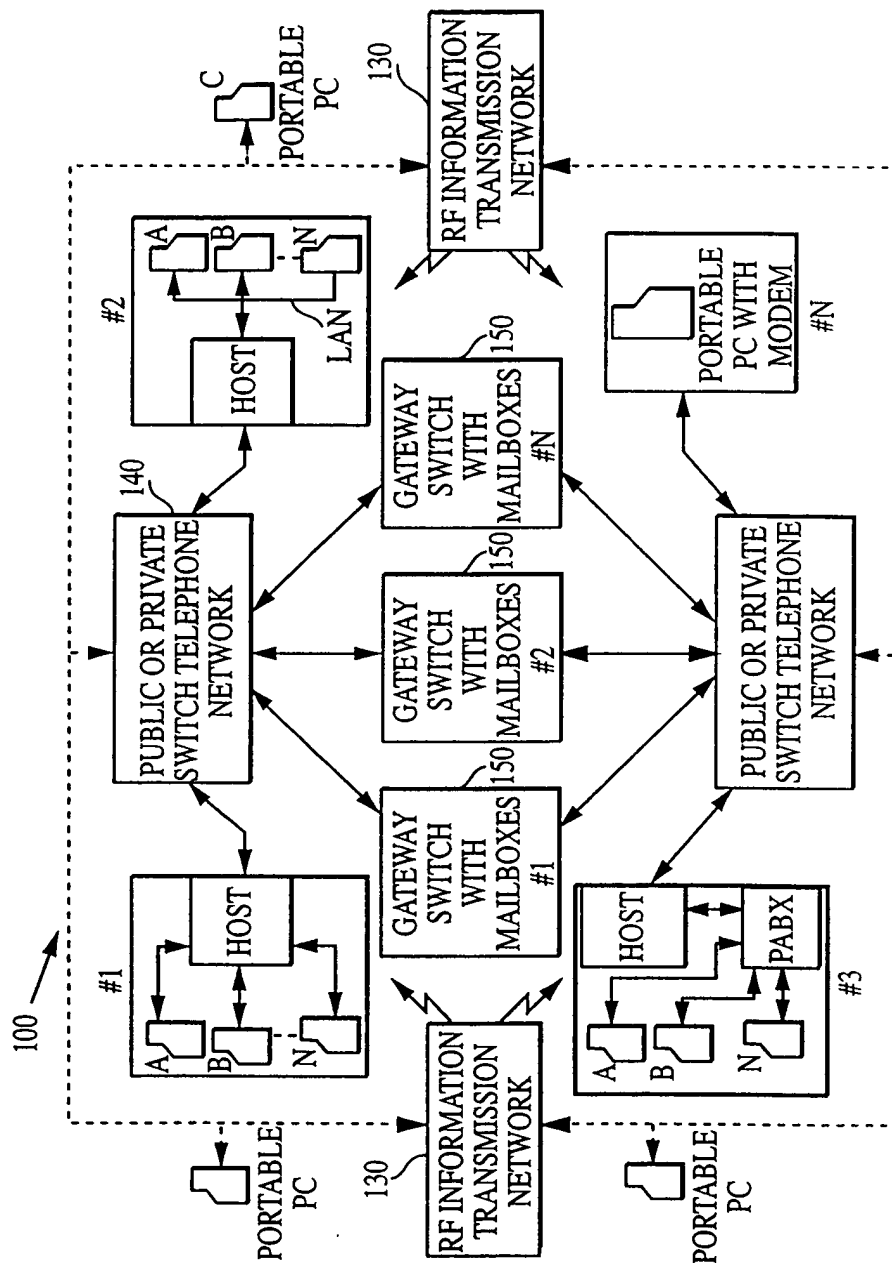 100
PORTABLE
PC
PORTABLE
PC
130
RF INFORMATION
TRANSMISSION
NETWORK
#1
A
B
N
HOST
A
B
N
HOST
PABX
#3
140
PUBLIC OR PRIVATE
SWITCH TELEPHONE
NETWORK
150
GATEWAY
SWITCH
WITH
MAILBOXES
#1
150
GATEWAY
SWITCH
WITH
MAILBOXES
#2
150
GATEWAY
SWITCH
WITH
MAILBOXES
#N
PUBLIC OR PRIVATE
SWITCH TELEPHONE
NETWORK
#2
HOST
A
B
N
LAN
PORTABLE
PC WITH
MODEM
#N
C
PORTABLE
PC
130
RF INFORMATION
TRANSMISSION
NETWORK